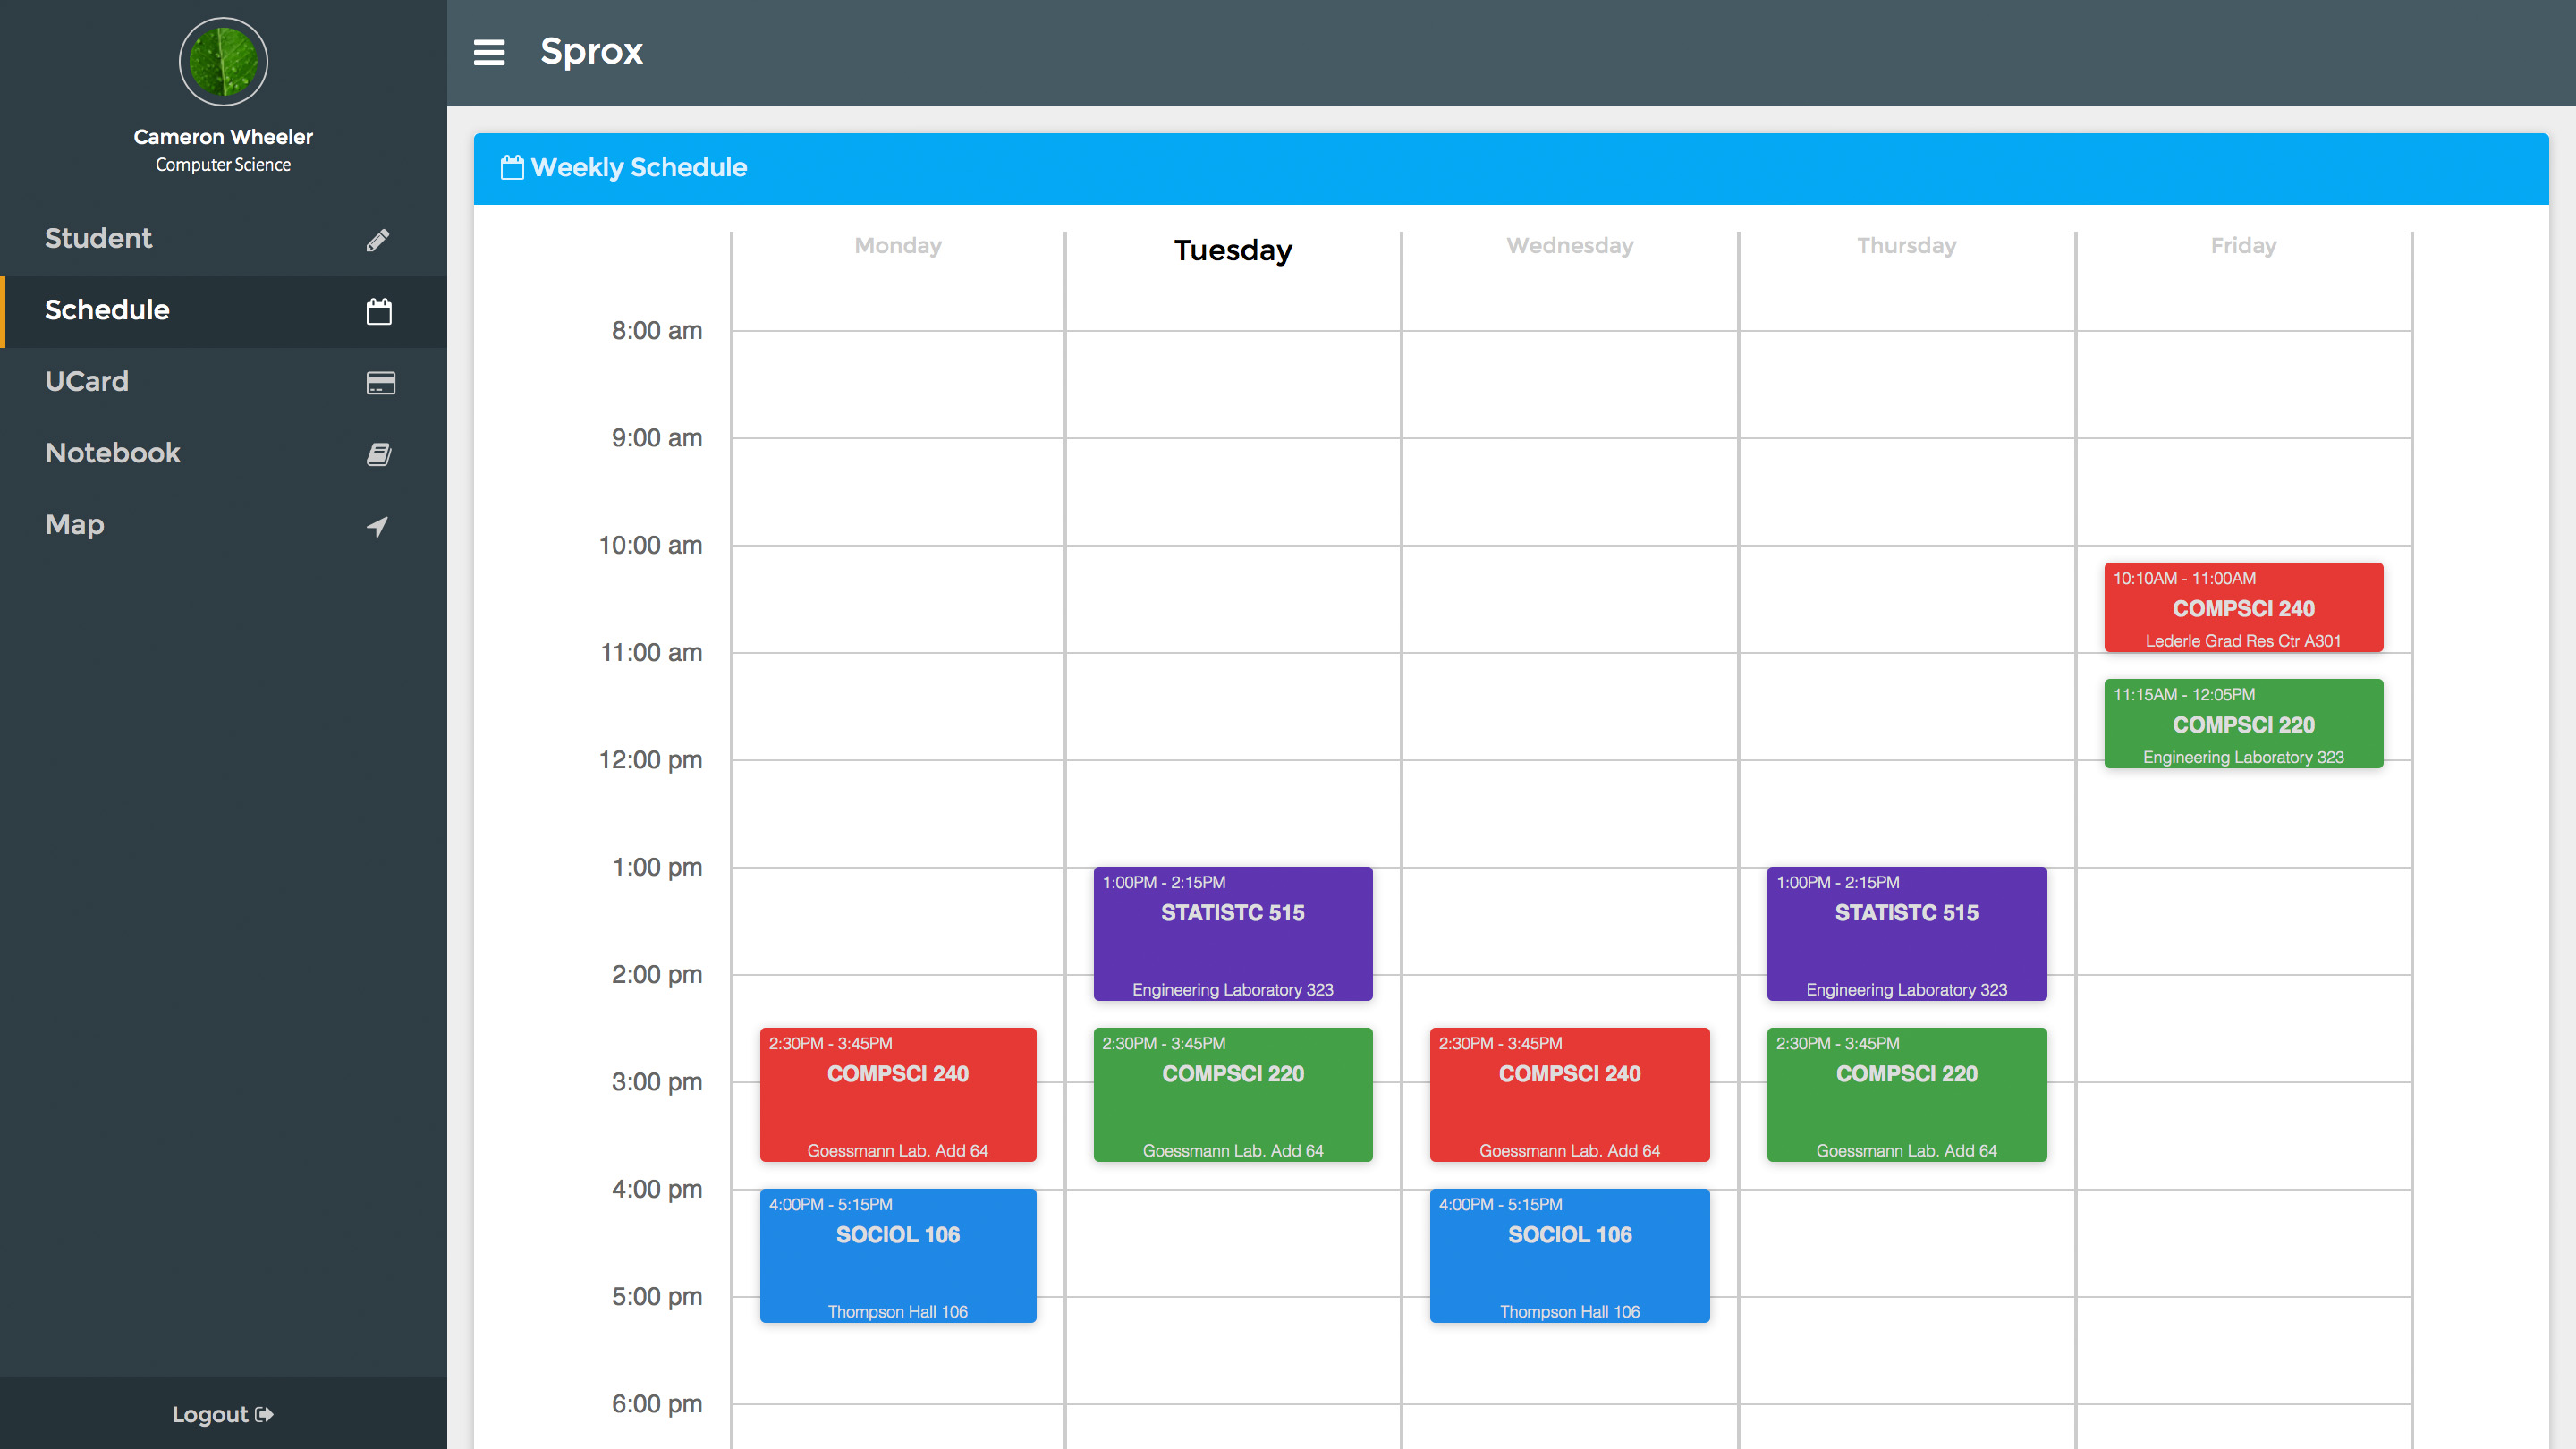 Cameron Wheeler
Computer Science
Student
Schedule
UCard
Notebook
Map
Logout
Sprox
Weekly Schedule
Monday
Tuesday
Wednesday
Thursday
Friday
8:00 am
9:00 am
10:00 am
11:00 am
12:00 pm
1:00 pm
2:00 pm
3:00 pm
4:00 pm
5:00 pm
6:00 pm
2:30PM - 3:45PM
COMPSCI 240
Goessmann Lab. Add 64
4:00PM - 5:15PM
SOCIOL 106
Thompson Hall 106
1:00PM - 2:15PM
STATISTC 515
Engineering Laboratory 323
2:30PM - 3:45PM
COMPSCI 220
Goessmann Lab. Add 64
2:30PM - 3:45PM
COMPSCI 240
Goessmann Lab. Add 64
4:00PM - 5:15PM
SOCIOL 106
Thompson Hall 106
1:00PM - 2:15PM
STATISTC 515
Engineering Laboratory 323
2:30PM - 3:45PM
COMPSCI 220
Goessmann Lab. Add 64
10:10AM - 11:00AM
COMPSCI 240
Lederle Grad Res Ctr A301
11:15AM - 12:05PM
COMPSCI 220
Engineering Laboratory 323